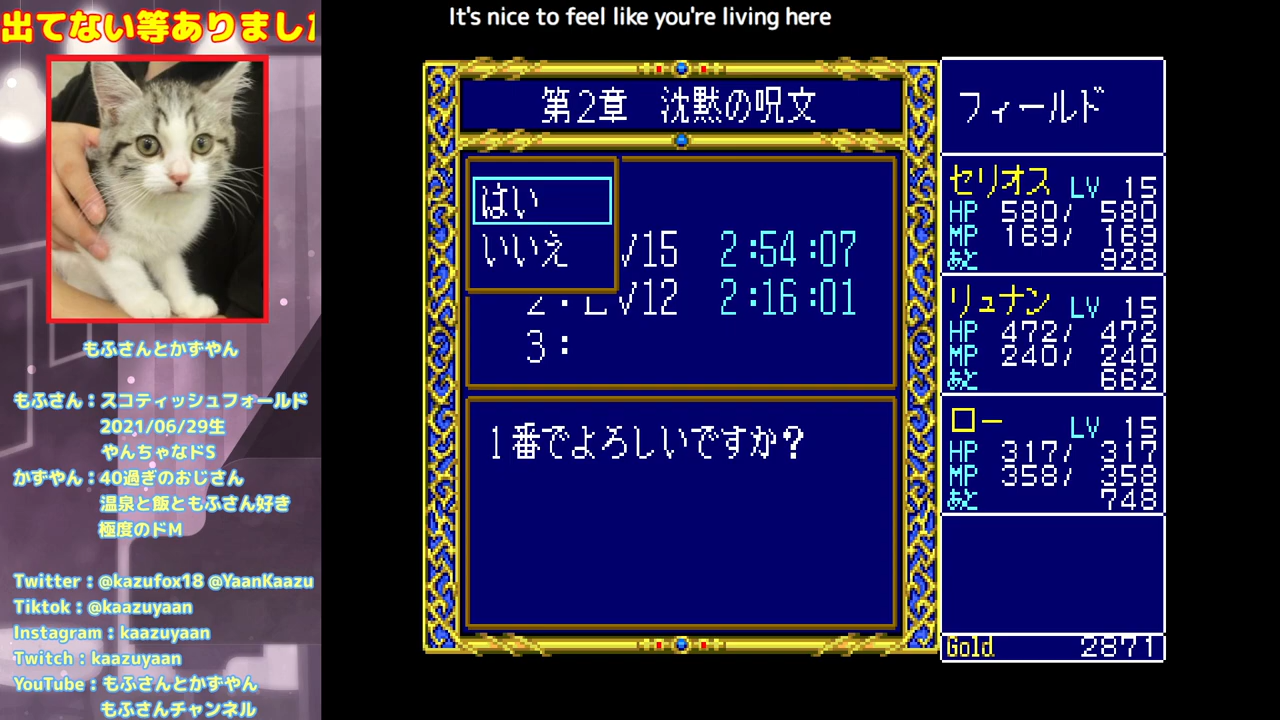 出てない等ありました
It's nice to feel like you're living here
もふさんとかずやん
もふさん：スコティッシュフォールド
2021/06/29生
やんちゃなドS
かずやん：40過ぎのおじさん
温泉と飯ともふさん好き
極度のドM
Twitter：@kazufox18 @YaanKaazu
Tiktok：@kaazuyaan
Instagram：kaazuyaan
Twitch：kaazuyaan
YouTube：もふさんとかずやん
もふさんチャンネル
第2章 沈黙の呪文
はい
いいえ
V15 2:54:07
2:LV12 2:16:01
3:
1番でよろしいですか?
フィールド
セリオス LV 15
HP 580/ 580
MP 169/ 169
あと 928
リュナン LV 15
HP 472/ 472
MP 240/ 240
あと 662
ロー LV 15
HP 317/ 317
MP 358/ 358
あと 748
Gold 2871